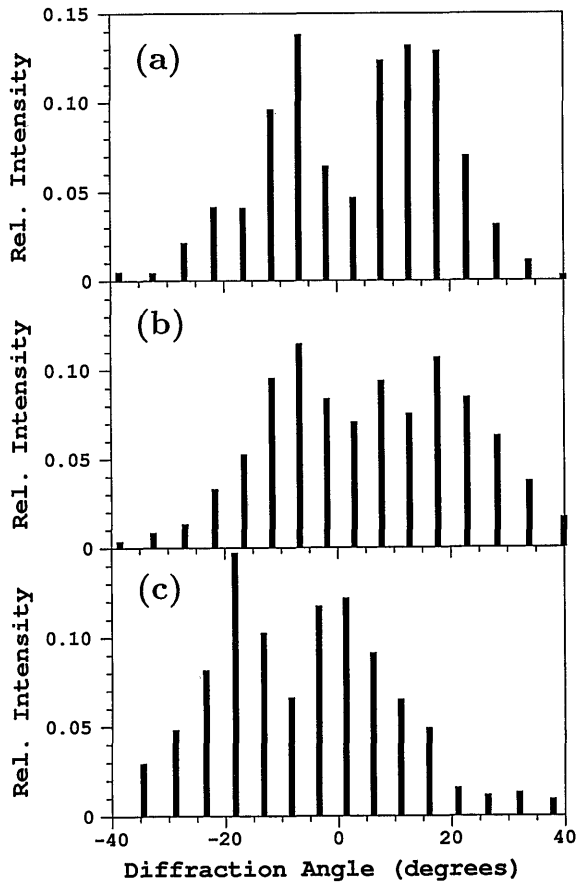 0.15
(a)
0.10
0.05
0
Rel. Intensity
(b)
0.10
0.05
0
Rel. Intensity
(c)
0.10
0.05
0
Rel. Intensity
-40 -20 0 20 40
Diffraction Angle (degrees)